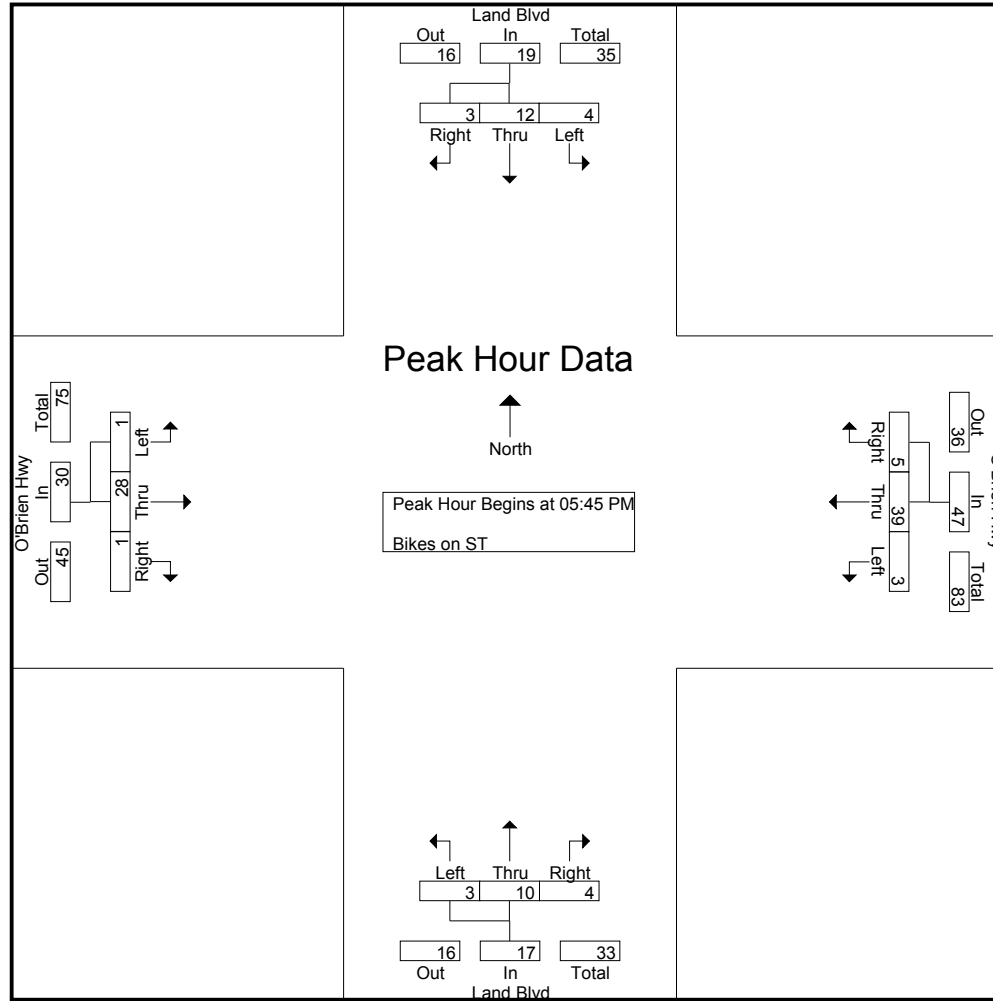 Land Blvd
Out In Total
16 19 35
3 12 4
Right Thru Left
Peak Hour Data
North
Peak Hour Begins at 05:45 PM
Bikes on ST
O'Brien Hwy
Total In Out
75 30 45
1 28 1
Left Thru Right
Right Thru Left
5 39 3
Out In Total
36 47 83
Left Thru Right
3 10 4
16 17 33
Out In Total
Land Blvd